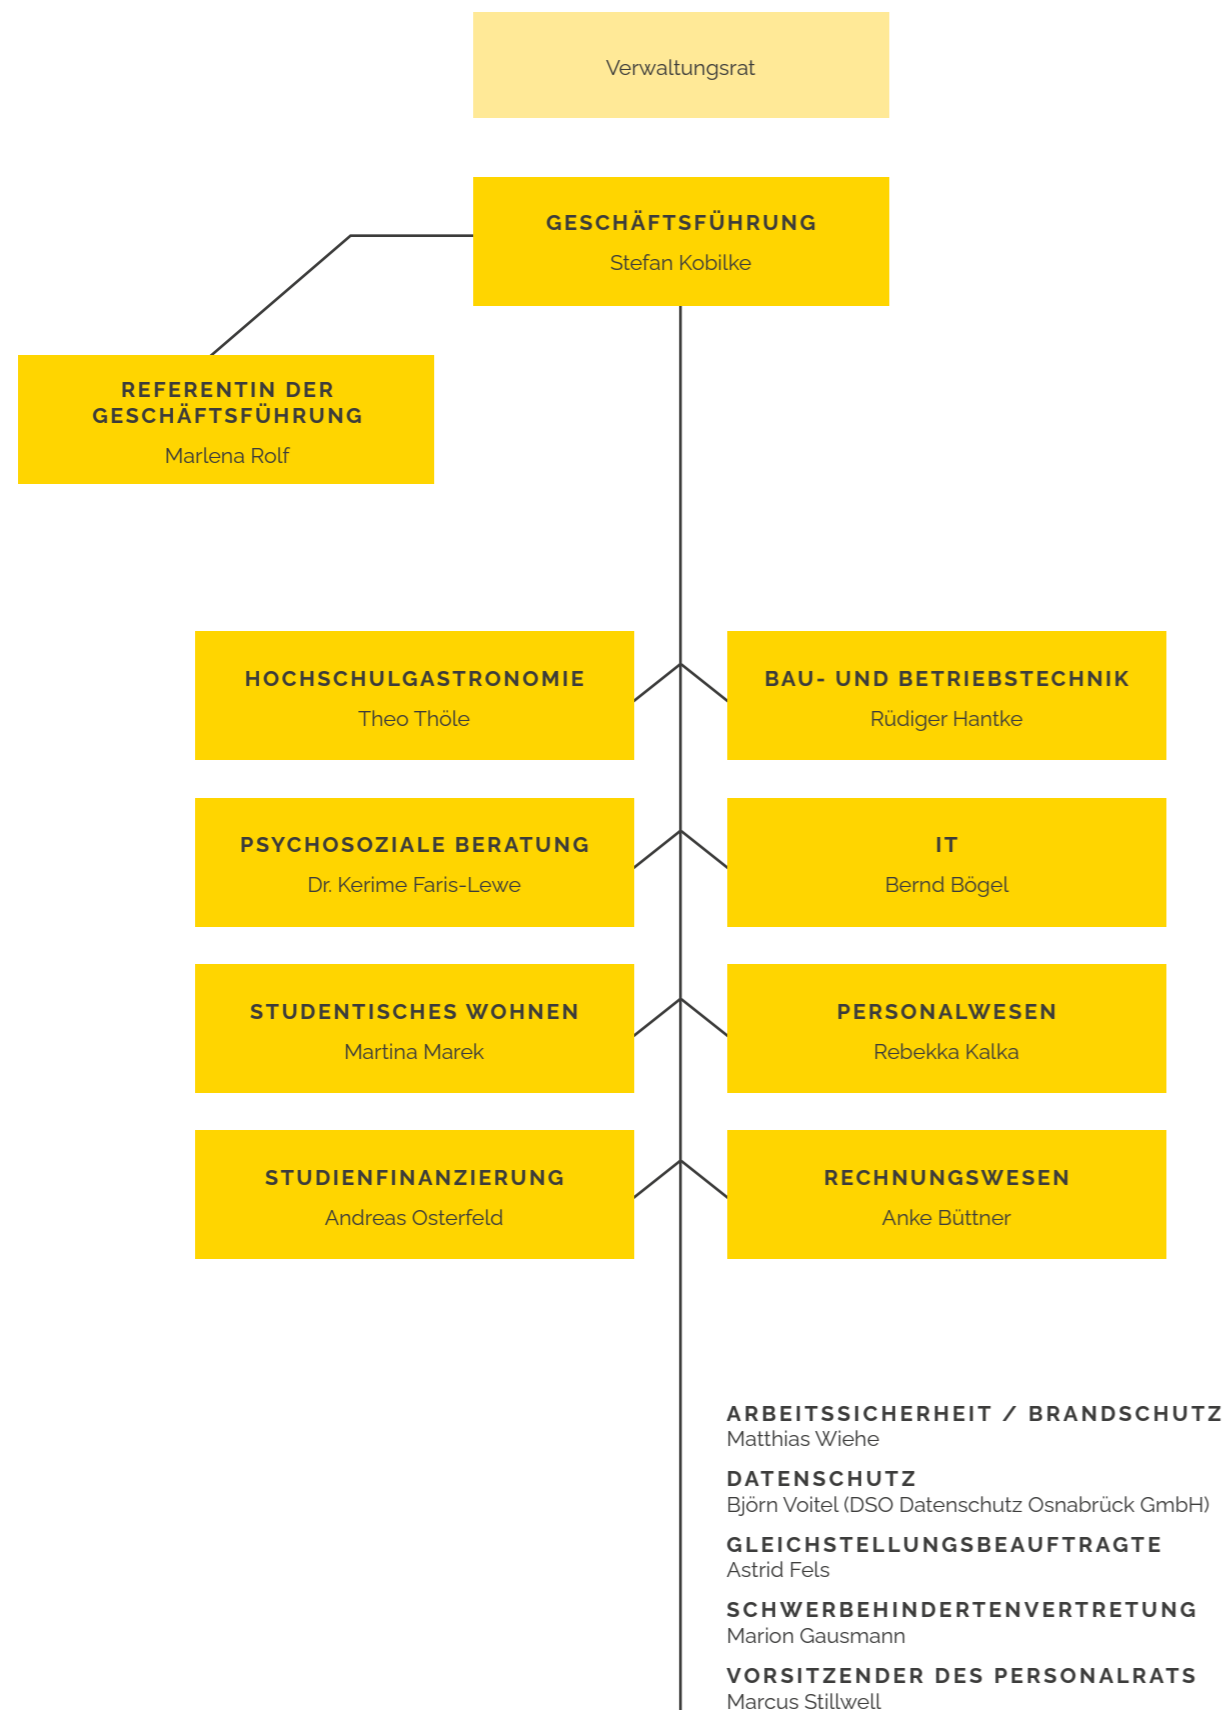 Verwaltungsrat
GESCHÄFTSFÜHRUNG
Stefan Kobilke
REFERENTIN DER
GESCHÄFTSFÜHRUNG
Marlena Rolf
HOCHSCHULGASTRONOMIE
Theo Thöle
BAU- UND BETRIEBSTECHNIK
Rüdiger Hantke
PSYCHOSOZIALE BERATUNG
Dr. Kerime Faris-Lewe
IT
Bernd Bögel
STUDENTISCHES WOHNEN
Martina Marek
PERSONALWESEN
Rebekka Kalka
STUDIENFINANZIERUNG
Andreas Osterfeld
RECHNUNGSWESEN
Anke Büttner
ARBEITSSICHERHEIT / BRANDSCHUTZ
Matthias Wiehe
DATENSCHUTZ
Björn Voitel (DSO Datenschutz Osnabrück GmbH)
GLEICHSTELLUNGSBEAUFTRAGTE
Astrid Fels
SCHWERBEHINDERTENVERTRETUNG
Marion Gausmann
VORSITZENDER DES PERSONALRATS
Marcus Stillwell